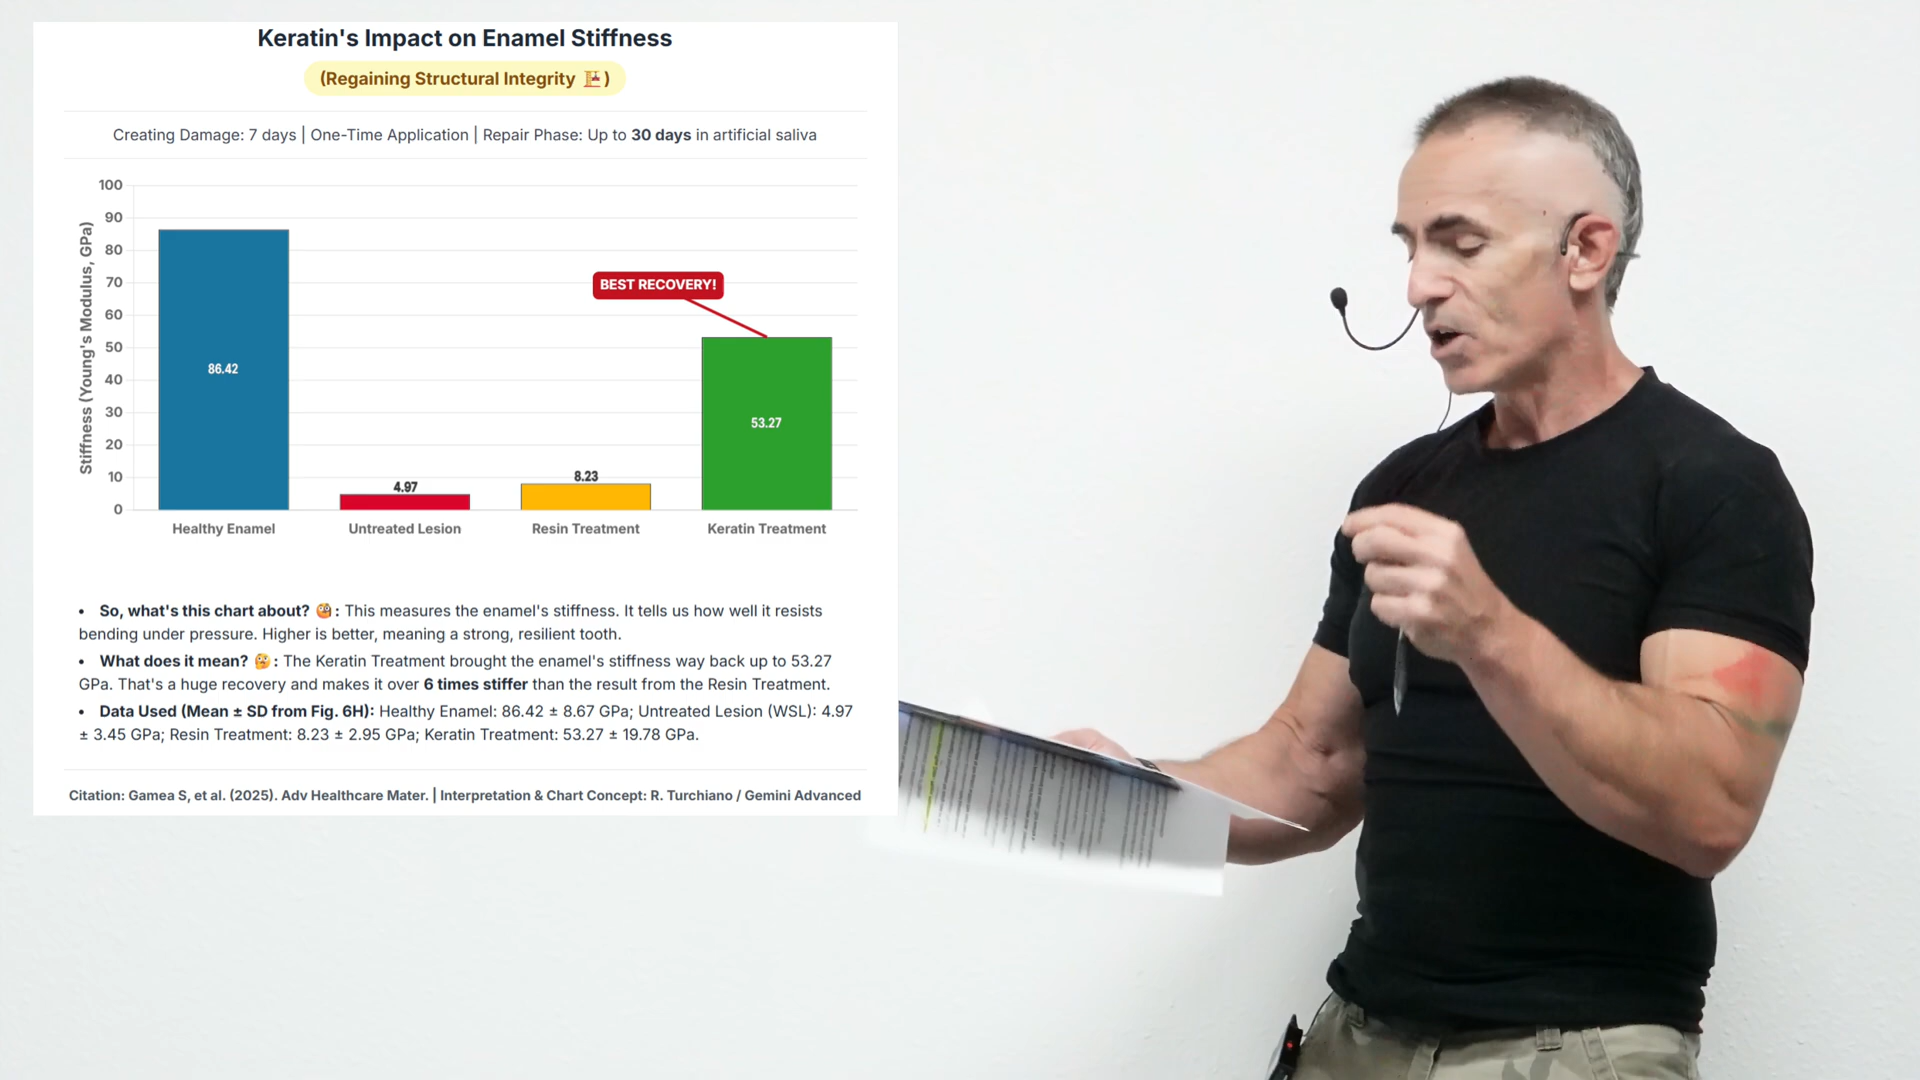 Keratin's Impact on Enamel Stiffness
(Regaining Structural Integrity 🏗️)
Creating Damage: 7 days | One-Time Application | Repair Phase: Up to 30 days in artificial saliva
Stiffness (Young's Modulus, GPa)
100
90
80
70
60
50
40
30
20
10
0
86.42
4.97
8.23
53.27
BEST RECOVERY!
Healthy Enamel
Untreated Lesion
Resin Treatment
Keratin Treatment
• So, what's this chart about? 🧐: This measures the enamel's stiffness. It tells us how well it resists
bending under pressure. Higher is better, meaning a strong, resilient tooth.
• What does it mean? 🤔: The Keratin Treatment brought the enamel's stiffness way back up to 53.27
GPa. That's a huge recovery and makes it over 6 times stiffer than the result from the Resin Treatment.
• Data Used (Mean ± SD from Fig. 6H): Healthy Enamel: 86.42 ± 8.67 GPa; Untreated Lesion (WSL): 4.97
± 3.45 GPa; Resin Treatment: 8.23 ± 2.95 GPa; Keratin Treatment: 53.27 ± 19.78 GPa.
Citation: Gamea S, et al. (2025). Adv Healthcare Mater. | Interpretation & Chart Concept: R. Turchiano / Gemini Advanced